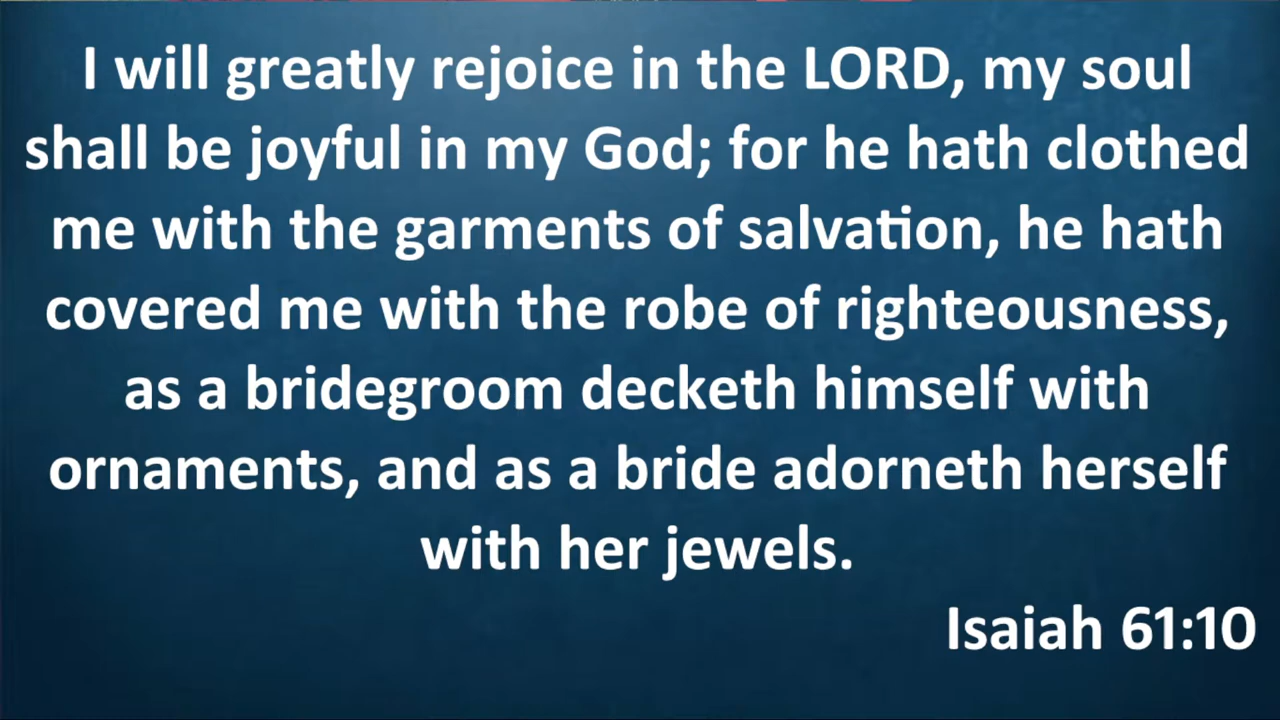 I will greatly rejoice in the LORD, my soul
shall be joyful in my God; for he hath clothed
me with the garments of salvation, he hath
covered me with the robe of righteousness,
as a bridegroom decketh himself with
ornaments, and as a bride adorneth herself
with her jewels.
Isaiah 61:10